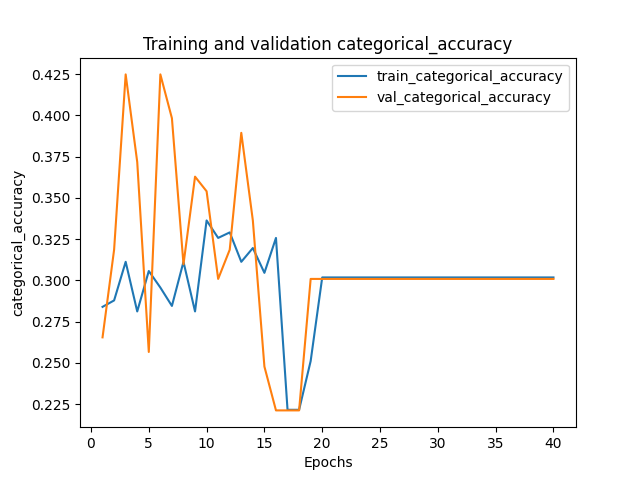 Training and validation categorical_accuracy
train_categorical_accuracy
val_categorical_accuracy
categorical_accuracy
0.425
0.400
0.375
0.350
0.325
0.300
0.275
0.250
0.225
0 5 10 15 20 25 30 35 40
Epochs